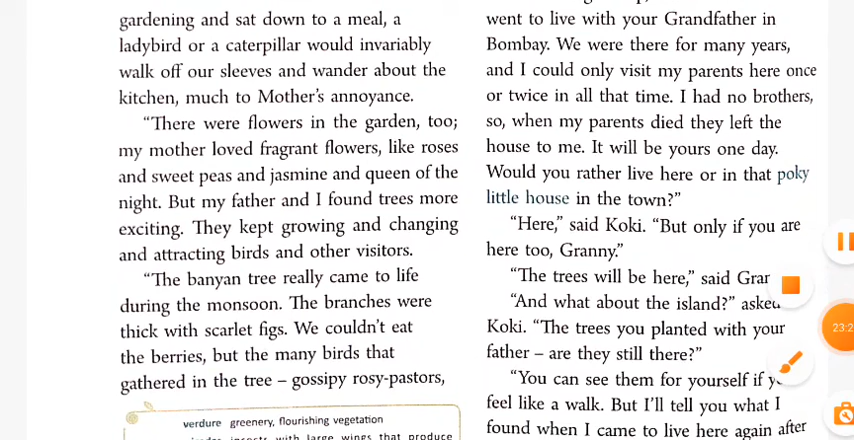 gardening and sat down to a meal, a
ladybird or a caterpillar would invariably
walk off our sleeves and wander about the
kitchen, much to Mother's annoyance.
"There were flowers in the garden, too;
my mother loved fragrant flowers, like roses
and sweet peas and jasmine and queen of the
night. But my father and I found trees more
exciting. They kept growing and changing
and attracting birds and other visitors.
"The banyan tree really came to life
during the monsoon. The branches were
thick with scarlet figs. We couldn't eat
the berries, but the many birds that
gathered in the tree – gossipy rosy-pastors,
verdure greenery, flourishing vegetation
insects with large wings that produce
went to live with your Grandfather in
Bombay. We were there for many years,
and I could only visit my parents here once
or twice in all that time. I had no brothers,
so, when my parents died they left the
house to me. It will be yours one day.
Would you rather live here or in that poky
little house in the town?"
"Here," said Koki. "But only if you are
here too, Granny."
"The trees will be here," said
"And what about the island?"
Koki. "The trees you planted with your
father – are they still there?"
"You can see them for yourself if
feel like a walk. But I'll tell you what I
found when I came to live here again after